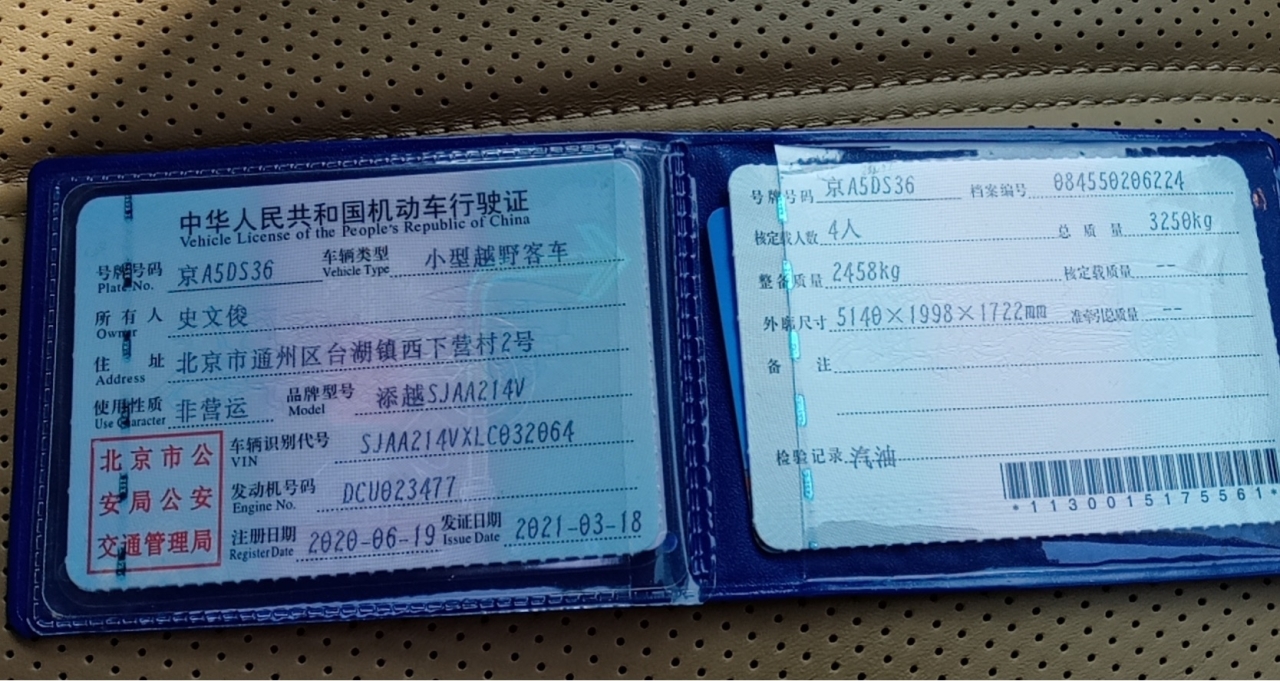 中华人民共和国机动车行驶证
Vehicle License of the People's Republic of China
号牌号码 京A5DS36 车辆类型 小型越野客车
Plate No. Vehicle Type
所有人 史文俊
Owner
住址 北京市通州区台湖镇西下营村2号
Address
使用性质 非营运 品牌型号 添越SJAA214V
Use Character Model
北京市公安局公安交通管理局
车辆识别代号 SJAA214VXLC032064
VIN
发动机号码 DCU023477
Engine No.
注册日期 2020-06-19 发证日期 2021-03-18
Register Date Issue Date
号牌号码 京A5DS36 档案编号 084550206224
核定载人数 4人 总质量 3250kg
整备质量 2458kg 核定载质量 --
外廓尺寸 5140×1998×1722mm 准牵引总质量 --
备注
检验记录 汽油
*1130015175561*